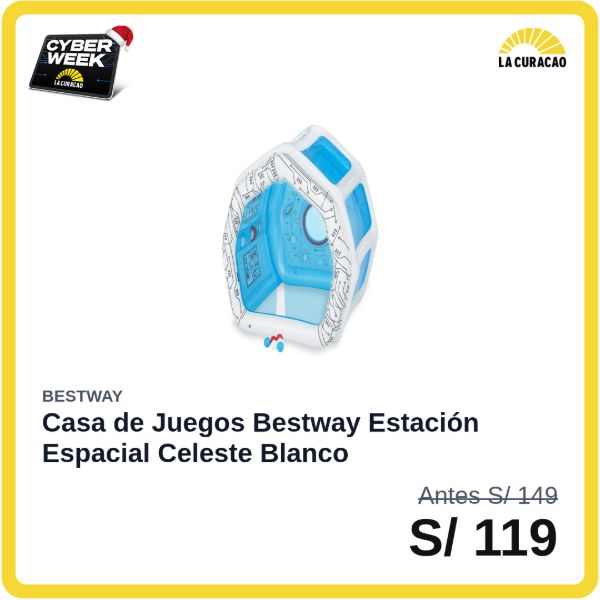 CYBER
WEEK
LA CURACAO
LA CURACAO
BESTWAY
Casa de Juegos Bestway Estación
Espacial Celeste Blanco
Antes S/ 149
S/ 119